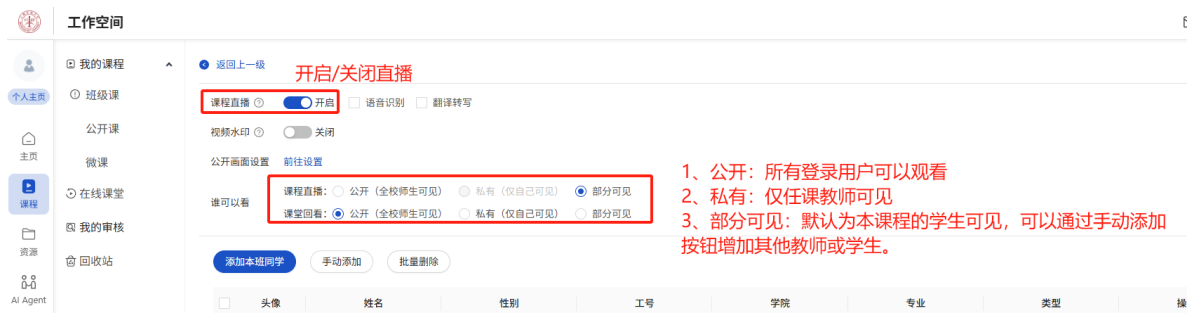 工作空间
我的课程
返回上一级
开启/关闭直播
个人主页
班级课
课程直播 开启 语音识别 翻译转写
公开课
视频水印 关闭
主页
微课
公开画面设置 前往设置
1、公开：所有登录用户可以观看
课程
在线课堂
谁可以看
课程直播： 公开（全校师生可见） 私有（仅自己可见） 部分可见
2、私有：仅任课教师可见
课堂回看： 公开（全校师生可见） 私有（仅自己可见） 部分可见
3、部分可见：默认为本课程的学生可见，可以通过手动添加
按钮增加其他教师或学生。
我的审核
资源
回收站
添加本班同学 手动添加 批量删除
AI Agent
头像 姓名 性别 工号 学院 专业 类型 操